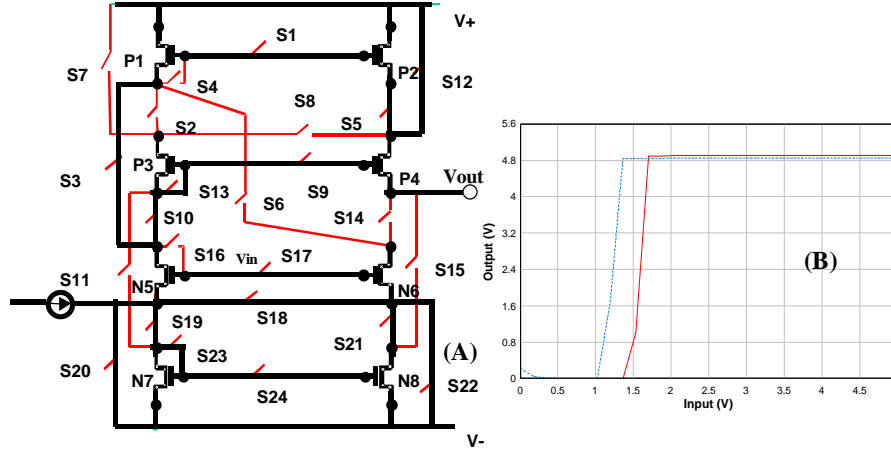 V+
S1
P1
P2
S7
S4
S12
S8
S2
S5
P3
P4
Vout
S3
S13
S9
S10
S6
S14
S16
Vin
S17
S15
S11
N5
N6
S18
S19
S21
(A)
S20
S23
N7
S24
N8
S22
V-
5.6
4.8
4
3.2
2.4
1.6
0.8
0
Output (V)
(B)
0 0.5 1 1.5 2 2.5 3 3.5 4 4.5
Input (V)